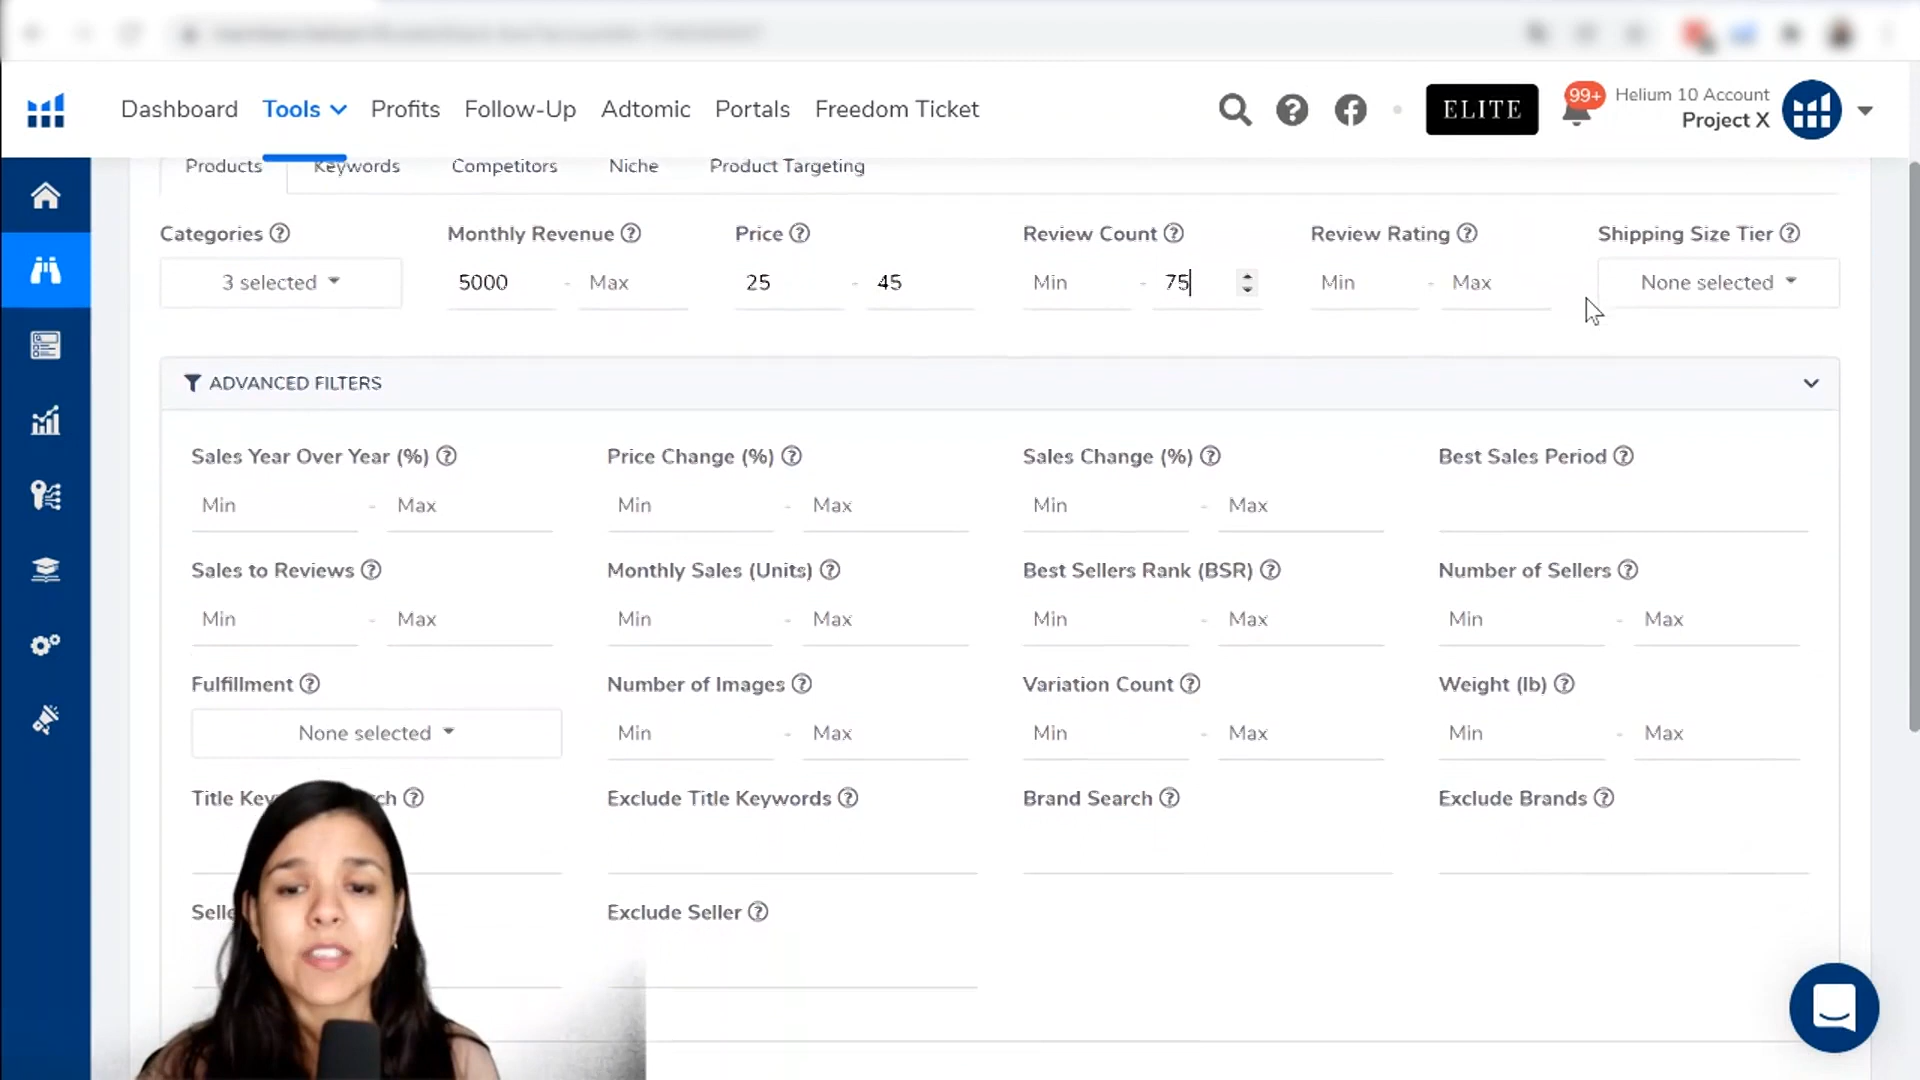 Dashboard Tools Profits Follow-Up Adtomic Portals Freedom Ticket ELITE 99+ Helium 10 Account
Project X
Products Keywords Competitors Niche Product Targeting
Categories Monthly Revenue Price Review Count Review Rating Shipping Size Tier
3 selected 5000 - Max 25 - 45 Min - 75 Min - Max None selected
ADVANCED FILTERS
Sales Year Over Year (%) Price Change (%) Sales Change (%) Best Sales Period
Min - Max Min - Max Min - Max
Sales to Reviews Monthly Sales (Units) Best Sellers Rank (BSR) Number of Sellers
Min - Max Min - Max Min - Max Min - Max
Fulfillment Number of Images Variation Count Weight (lb)
None selected Min - Max Min - Max Min - Max
Title Exclude Title Keywords Brand Search Exclude Brands
Exclude Seller